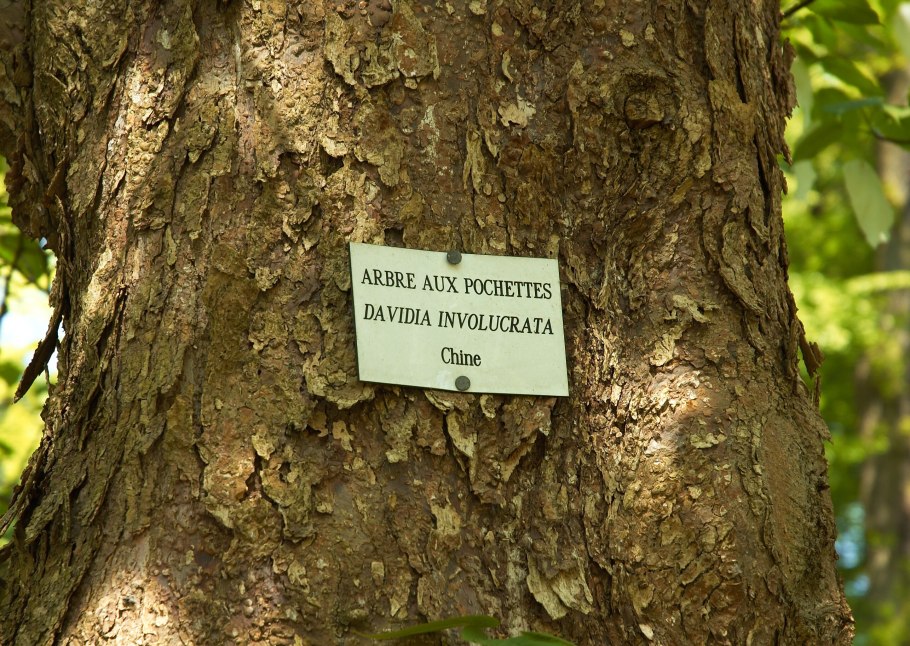 ARBRE AUX POCHETTES
DAVIDIA INVOLUCRATA
Chine